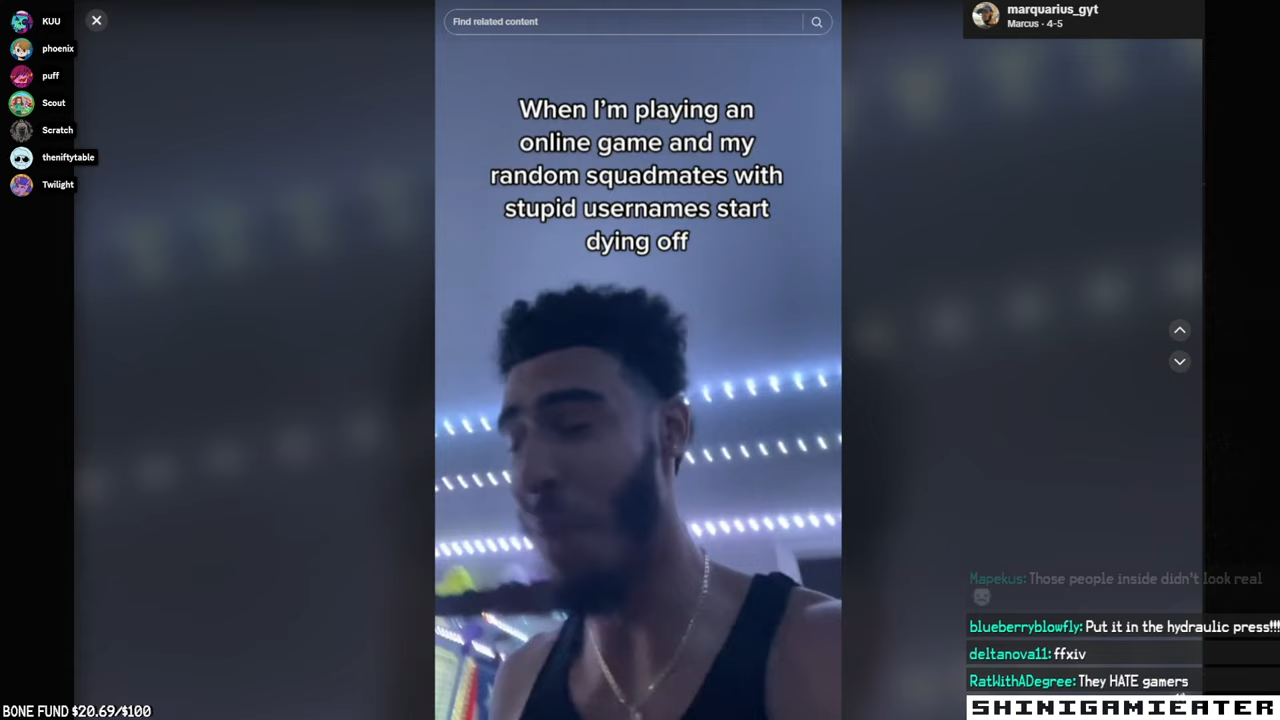 KUU
phoenix
puff
Scout
Scratch
theniftytable
Twilight
Find related content
When I'm playing an
online game and my
random squadmates with
stupid usernames start
dying off
marquarius_gyt
Marcus · 4-5
Mapekus: Those people inside didn't look real
blueberryblowfly: Put it in the hydraulic press!!!
deltanova11: ffxiv
RatWithADegree: They HATE gamers
SHINIGAMIEATER
BONE FUND $20.69/$100